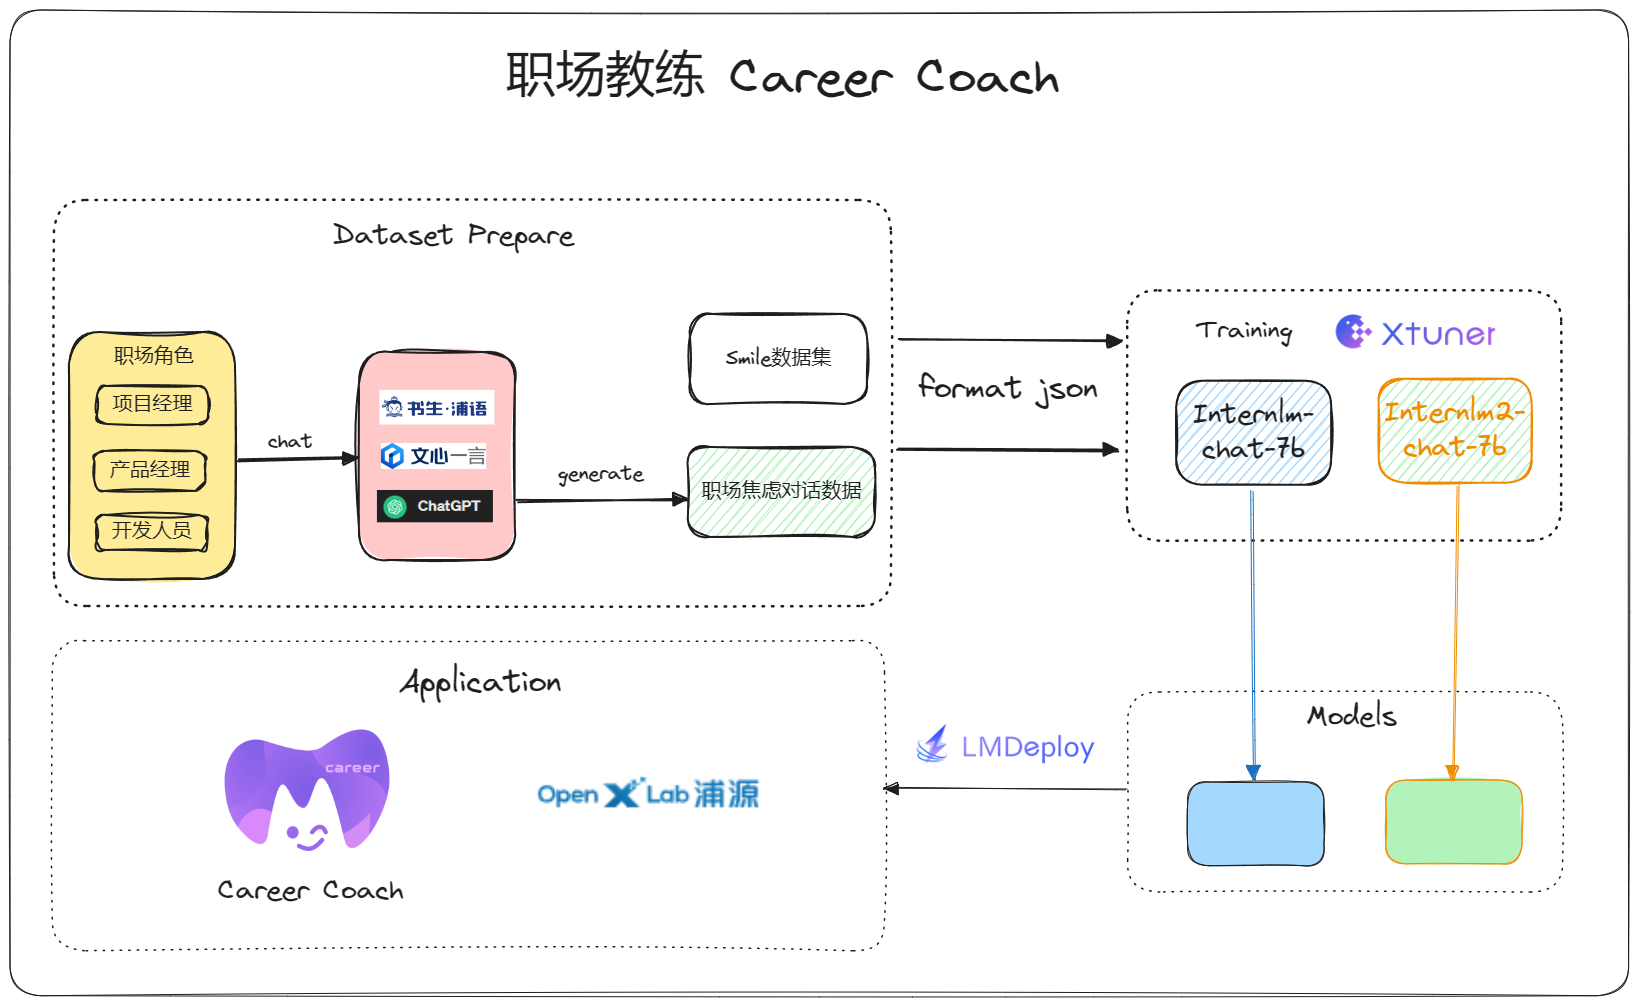 职场教练 Career Coach
Dataset Prepare
职场角色
项目经理
产品经理
开发人员
chat
书生·浦语
文心一言
ChatGPT
generate
Smile数据集
职场焦虑对话数据
format json
Training
Xtuner
Internlm-
chat-7b
Internlm2-
chat-7b
Models
LMDeploy
Application
career
Career Coach
OpenXLab浦源